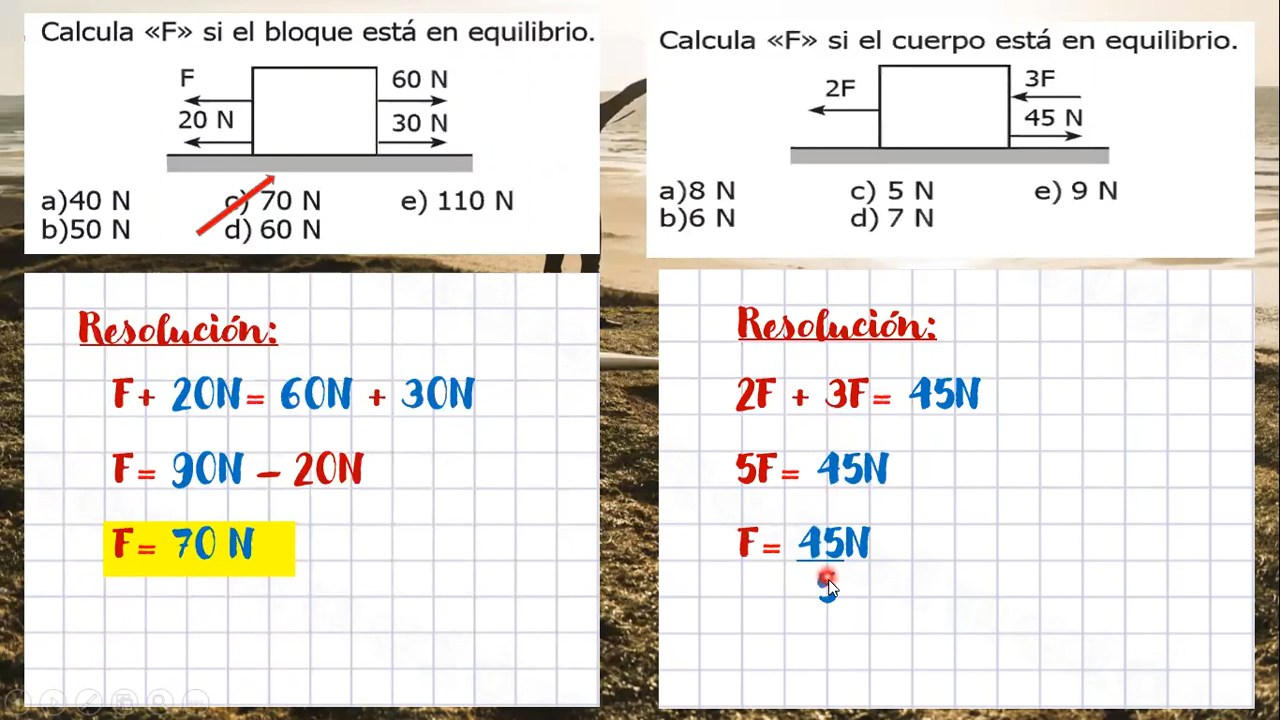 Calcula «F» si el bloque está en equilibrio.
F
60 N
20 N
30 N
a)40 N
c) 70 N
e) 110 N
b)50 N
d) 60 N
Resolución:
F+ 20N= 60N + 30N
F= 90N – 20N
F= 70 N
Calcula «F» si el cuerpo está en equilibrio.
2F
3F
45 N
a)8 N
c) 5 N
e) 9 N
b)6 N
d) 7 N
Resolución:
2F + 3F= 45N
5F= 45N
F= 45N
5